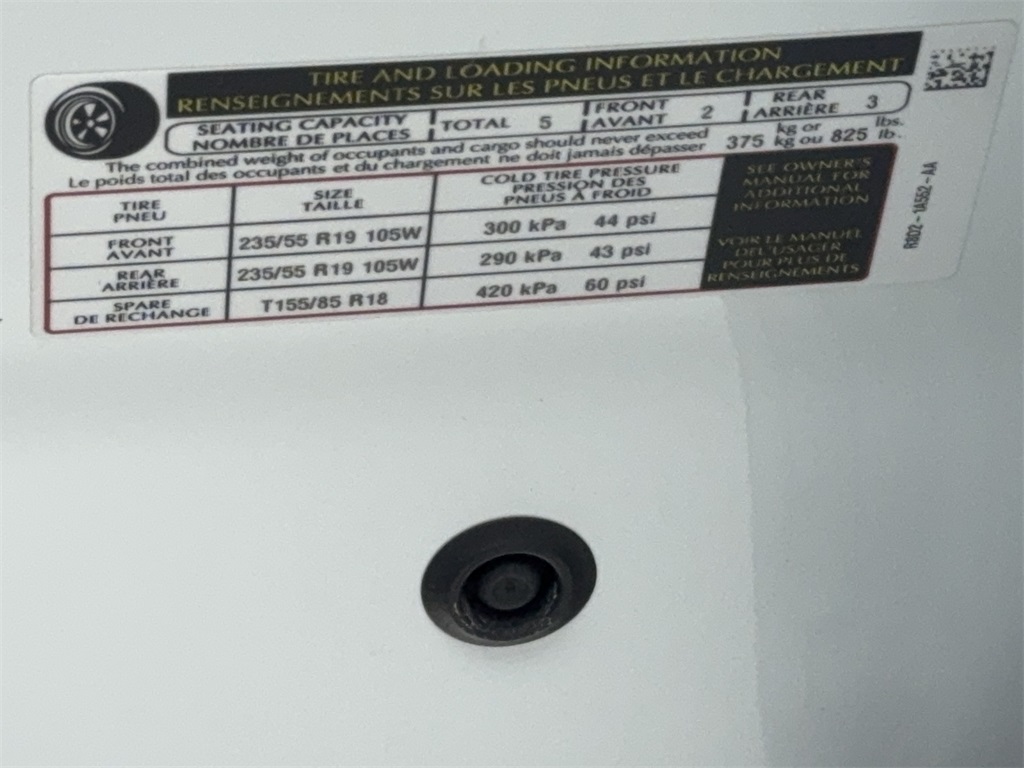 TIRE AND LOADING INFORMATION
RENSEIGNEMENTS SUR LES PNEUS ET LE CHARGEMENT
SEATING CAPACITY
NOMBRE DE PLACES
TOTAL 5
FRONT
AVANT
2
REAR
ARRIÈRE
3
The combined weight of occupants and cargo should never exceed 375 kg or 825 lbs.
Le poids total des occupants et du chargement ne doit jamais dépasser kg ou lb.
TIRE
PNEU
SIZE
TAILLE
COLD TIRE PRESSURE
PRESSION DES
PNEUS À FROID
SEE OWNER'S
MANUAL FOR
ADDITIONAL
INFORMATION
FRONT
AVANT
235/55 R19 105W
300 kPa 44 psi
REAR
ARRIÈRE
235/55 R19 105W
290 kPa 43 psi
VOIR LE MANUEL
DE L'USAGER
POUR PLUS DE
RENSEIGNEMENTS
SPARE
DE RECHANGE
T155/85 R18
420 kPa 60 psi